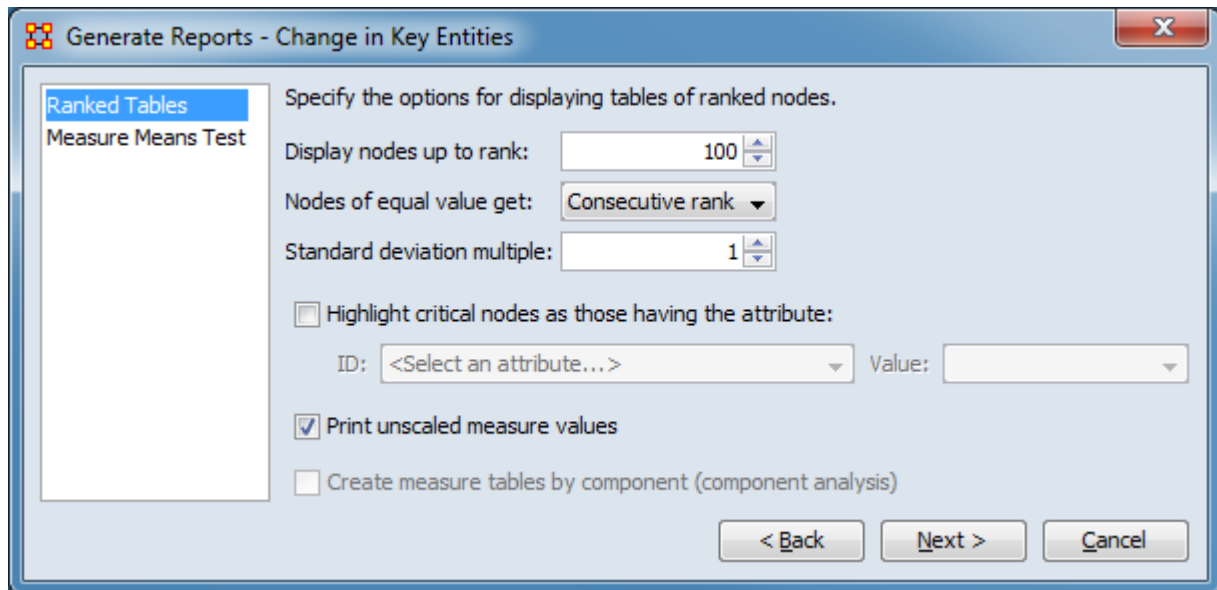 Generate Reports - Change in Key Entities
Ranked Tables
Measure Means Test
Specify the options for displaying tables of ranked nodes.
Display nodes up to rank: 100
Nodes of equal value get: Consecutive rank
Standard deviation multiple: 1
Highlight critical nodes as those having the attribute:
ID: <Select an attribute...> Value:
Print unscaled measure values
Create measure tables by component (component analysis)
< Back Next > Cancel